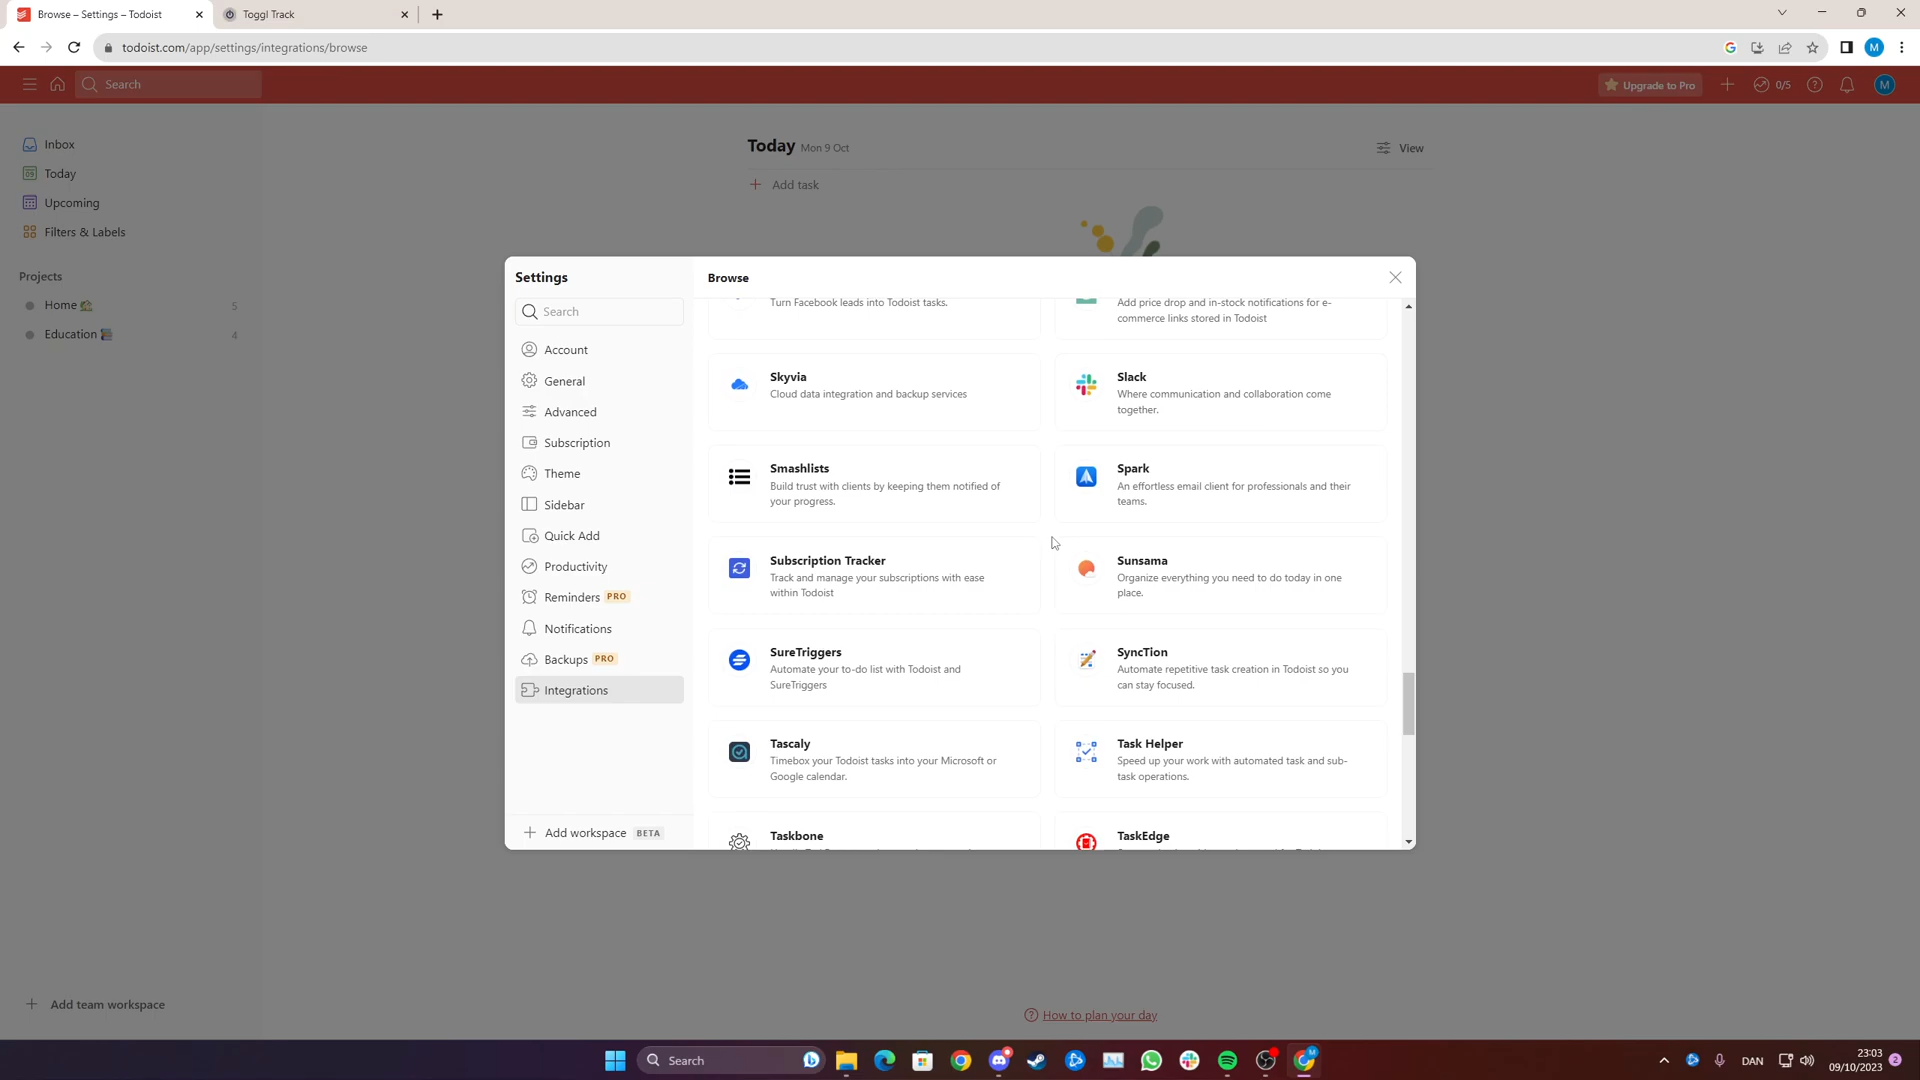 Browse – Settings – Todoist
Toggl Track
todoist.com/app/settings/integrations/browse
M
Search
Upgrade to Pro
0/5
M
Inbox
Today
Upcoming
Filters & Labels
Projects
Home 5
Education 4
Add team workspace
Today Mon 9 Oct
View
Add task
Settings
Search
Account
General
Advanced
Subscription
Theme
Sidebar
Quick Add
Productivity
Reminders PRO
Notifications
Backups PRO
Integrations
Add workspace BETA
Browse
Turn Facebook leads into Todoist tasks.
Add price drop and in-stock notifications for e-
commerce links stored in Todoist
Skyvia
Cloud data integration and backup services
Slack
Where communication and collaboration come
together.
Smashlists
Build trust with clients by keeping them notified of
your progress.
Spark
An effortless email client for professionals and their
teams.
Subscription Tracker
Track and manage your subscriptions with ease
within Todoist
Sunsama
Organize everything you need to do today in one
place.
SureTriggers
Automate your to-do list with Todoist and
SureTriggers
SyncTion
Automate repetitive task creation in Todoist so you
can stay focused.
Tascaly
Timebox your Todoist tasks into your Microsoft or
Google calendar.
Task Helper
Speed up your work with automated task and sub-
task operations.
Taskbone
TaskEdge
How to plan your day
Search
DAN
23:03
09/10/2023
2